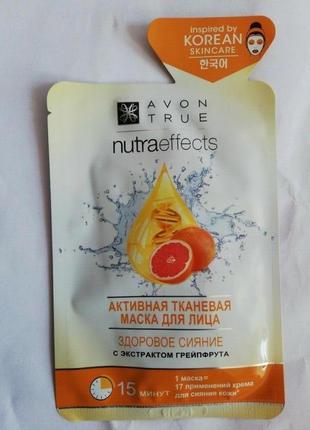 inspired by
KOREAN
SKINCARE
한국어
AVON
TRUE
nutraeffects
АКТИВНАЯ ТКАНЕВАЯ
МАСКА ДЛЯ ЛИЦА
ЗДОРОВОЕ СИЯНИЕ
С ЭКСТРАКТОМ ГРЕЙПФРУТА
15 МИНУТ
1 маска=
17 применений крема
для сияния кожи*